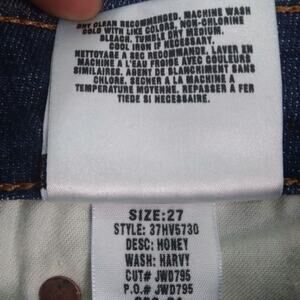 DRY CLEAN RECOMMENDED, MACHINE WASH
COLD WITH LIKE COLORS, NON-CHLORINE
BLEACH, TUMBLE DRY MEDIUM,
COOL IRON IF NECESSARY.
NETTOYAGE A SEC RECOMMANDE, LAVER EN
MACHINE A L'EAU FROIDE AVEC COULEURS
SIMILAIRES, AGENT DE BLANCHIMENT SANS
CHLORE. SECHER A LA MACHINE A
TEMPERATURE MOYENNE. REPASSER A FER
TIEDE SI NECESSAIRE.
SIZE:27
STYLE: 37HV5730
DESC: HONEY
WASH: HARVY
CUT# JWD795
P.O.# JWD795